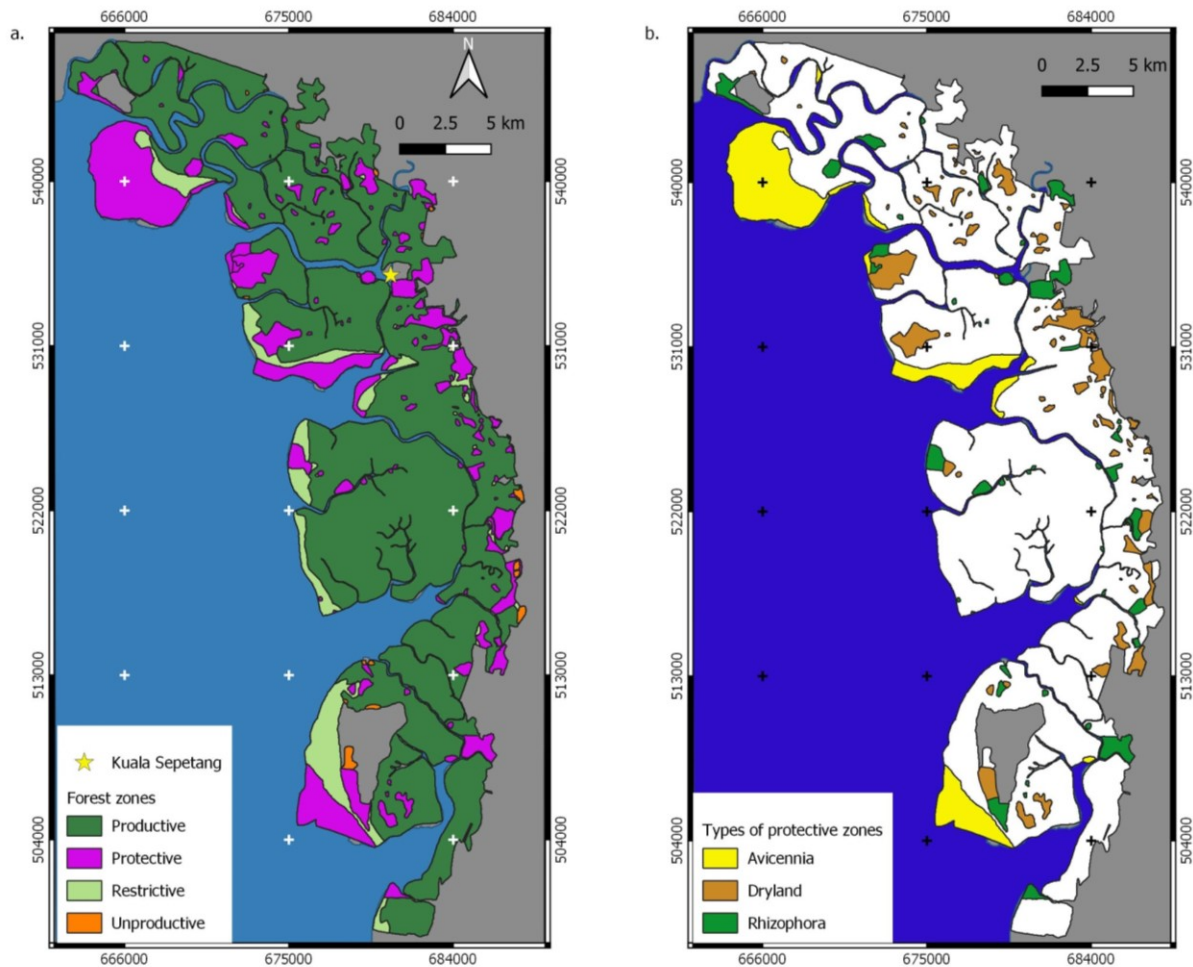 a.
666000 675000 684000
N
0 2.5 5 km
540000 540000
531000 531000
522000 522000
513000 513000
504000 504000
Kuala Sepetang
Forest zones
Productive
Protective
Restrictive
Unproductive
666000 675000 684000
b.
666000 675000 684000
0 2.5 5 km
540000 540000
531000 531000
522000 522000
513000 513000
504000 504000
Types of protective zones
Avicennia
Dryland
Rhizophora
666000 675000 684000